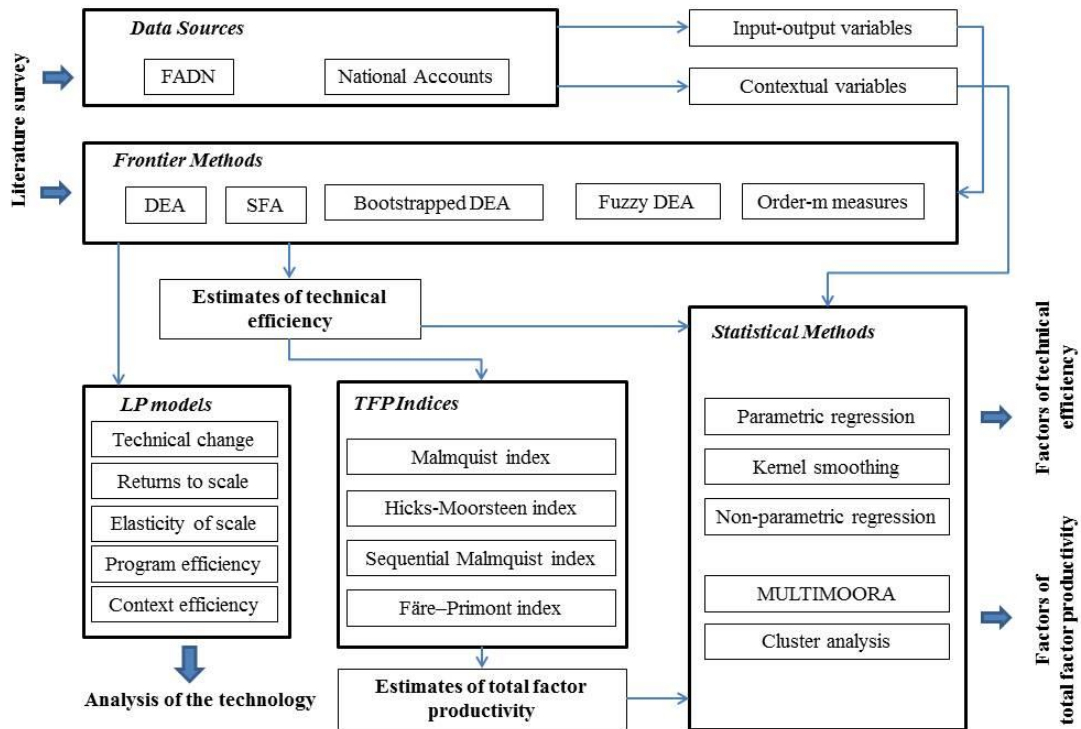 Literature survey
Data Sources
FADN
National Accounts
Input-output variables
Contextual variables
Frontier Methods
DEA
SFA
Bootstrapped DEA
Fuzzy DEA
Order-m measures
Estimates of technical
efficiency
LP models
Technical change
Returns to scale
Elasticity of scale
Program efficiency
Context efficiency
Analysis of the technology
TFP Indices
Malmquist index
Hicks-Moorsteen index
Sequential Malmquist index
Färe–Primont index
Estimates of total factor
productivity
Statistical Methods
Parametric regression
Kernel smoothing
Non-parametric regression
MULTIMOORA
Cluster analysis
Factors of technical
efficiency
Factors of
total factor productivity